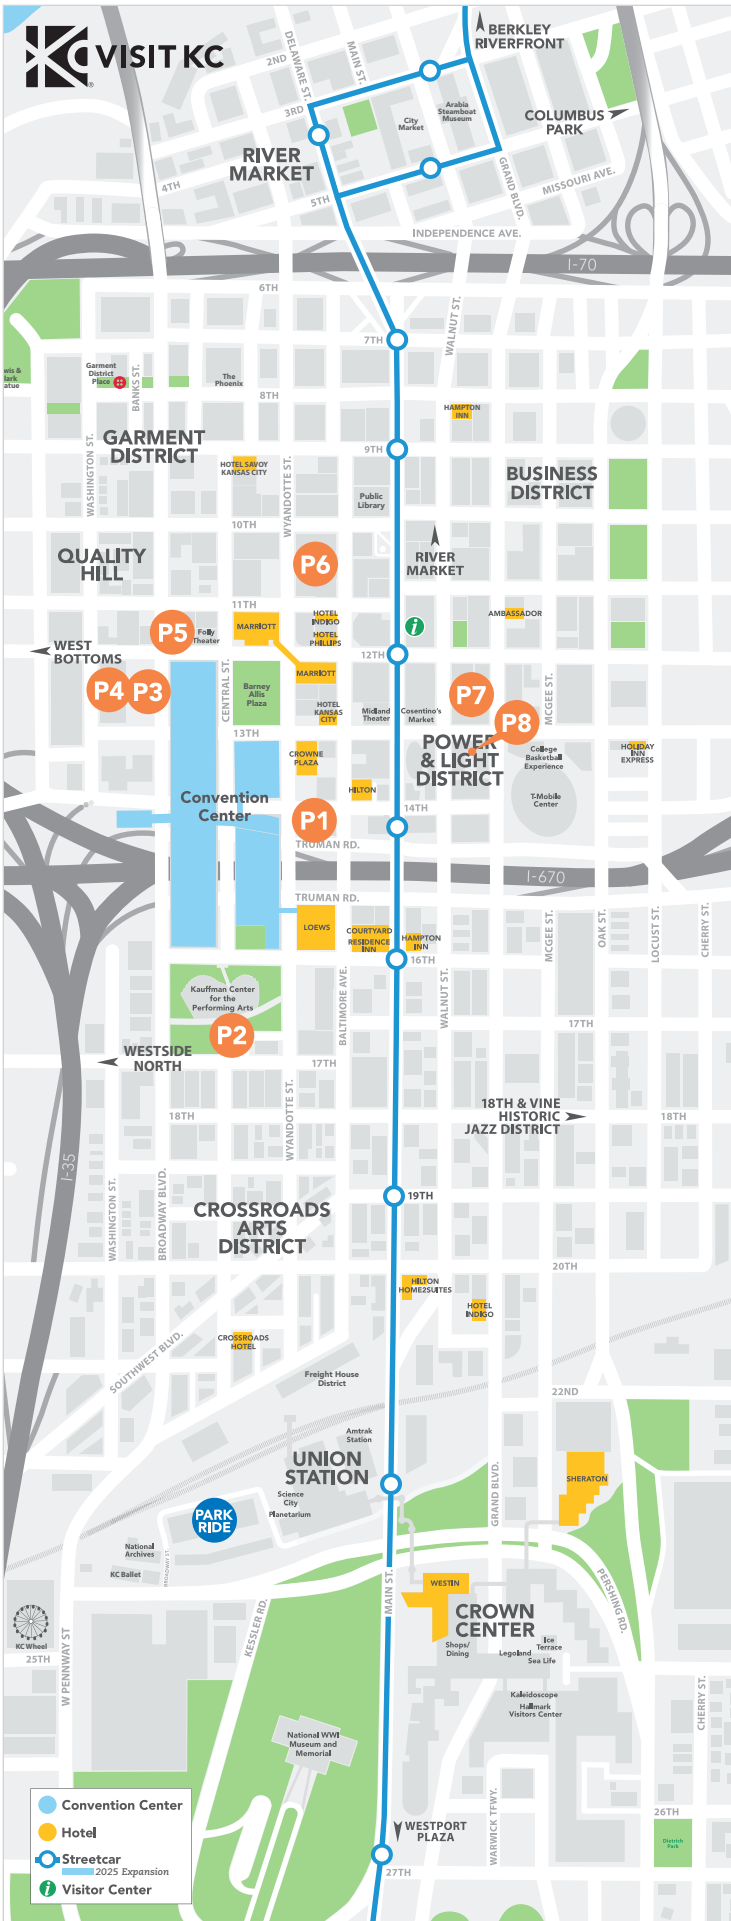 KC VISIT KC
®
BERKLEY
RIVERFRONT
2ND
DELAWARE ST.
MAIN ST.
3RD
Arabia
Steamboat
Museum
City
Market
COLUMBUS
PARK
RIVER
MARKET
4TH
5TH
GRAND BLVD.
MISSOURI AVE.
INDEPENDENCE AVE.
I-70
6TH
7TH
WALNUT ST.
Garment
District
Place
BANKS ST.
The
Phoenix
8TH
HAMPTON
INN
GARMENT
DISTRICT
WASHINGTON ST.
9TH
HOTEL SAVOY
KANSAS CITY
WYANDOTTE ST.
BUSINESS
DISTRICT
Public
Library
10TH
QUALITY
HILL
P6
RIVER
MARKET
11TH
P5
Folly
Theater
MARRIOTT
HOTEL
INDIGO
HOTEL
PHILLIPS
i
AMBASSADOR
WEST
BOTTOMS
12TH
MARRIOTT
P4
P3
CENTRAL ST.
Barney
Allis
Plaza
HOTEL
KANSAS
CITY
Midland
Theater
Cosentino's
Market
P7
P8
MCGEE ST.
13TH
CROWNE
PLAZA
POWER
& LIGHT
DISTRICT
College
Basketball
Experience
HOLIDAY
INN
EXPRESS
Convention
Center
HILTON
T-Mobile
Center
P1
14TH
TRUMAN RD.
I-670
TRUMAN RD.
LOEWS
COURTYARD
RESIDENCE
INN
HAMPTON
INN
16TH
MCGEE ST.
OAK ST.
LOCUST ST.
CHERRY ST.
Kauffman Center
for the
Performing Arts
BALTIMORE AVE.
WALNUT ST.
P2
17TH
WESTSIDE
NORTH
17TH
WYANDOTTE ST.
18TH
18TH & VINE
HISTORIC
JAZZ DISTRICT
18TH
I-35
WASHINGTON ST.
BROADWAY BLVD.
19TH
CROSSROADS
ARTS
DISTRICT
20TH
HILTON
HOME2SUITES
HOTEL
INDIGO
SOUTHWEST BLVD.
CROSSROADS
HOTEL
Freight House
District
22ND
Amtrak
Station
UNION
STATION
GRAND BLVD.
SHERATON
Science
City
Planetarium
PARK
RIDE
National
Archives
KC Ballet
BROADWAY ST.
MAIN ST.
WESTIN
PERSHING RD.
KESSLER RD.
CROWN
CENTER
KC Wheel
25TH
W PENNWAY ST
Shops/
Dining
Ice
Terrace
Legoland
Sea Life
CHERRY ST.
Kaleidoscope
Hallmark
Visitors Center
National WWI
Museum and
Memorial
WARWICK TFWY.
26TH
WESTPORT
PLAZA
Dietrich
Park
27TH
Convention Center
Hotel
Streetcar
2025 Expansion
i Visitor Center